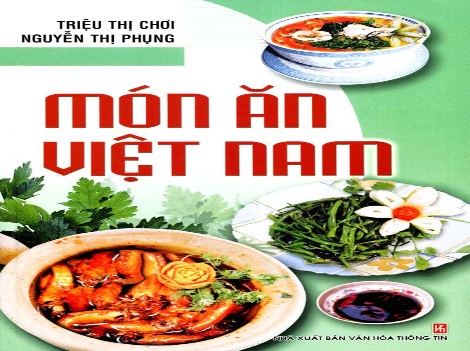 TRIỆU THỊ CHƠI
NGUYỄN THỊ PHỤNG
MÓN ĂN
VIỆT NAM
NHÀ XUẤT BẢN VĂN HÓA THÔNG TIN